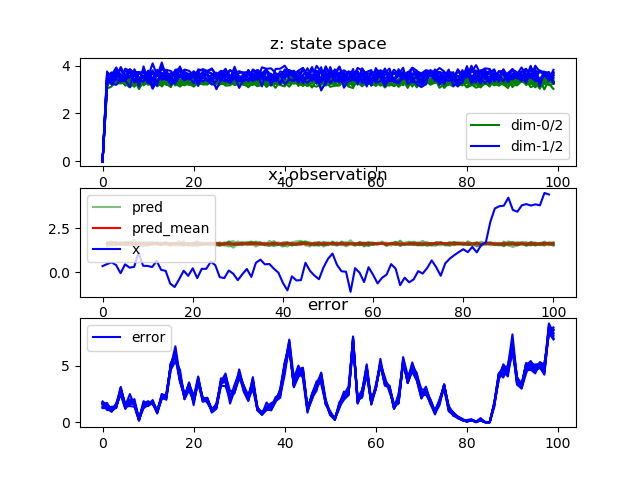 z: state space
4
2
0
dim-0/2
dim-1/2
0 20 40 60 80 100
x: observation
2.5
0.0
pred
pred_mean
x
0 20 40 60 80 100
error
5
0
error
0 20 40 60 80 100